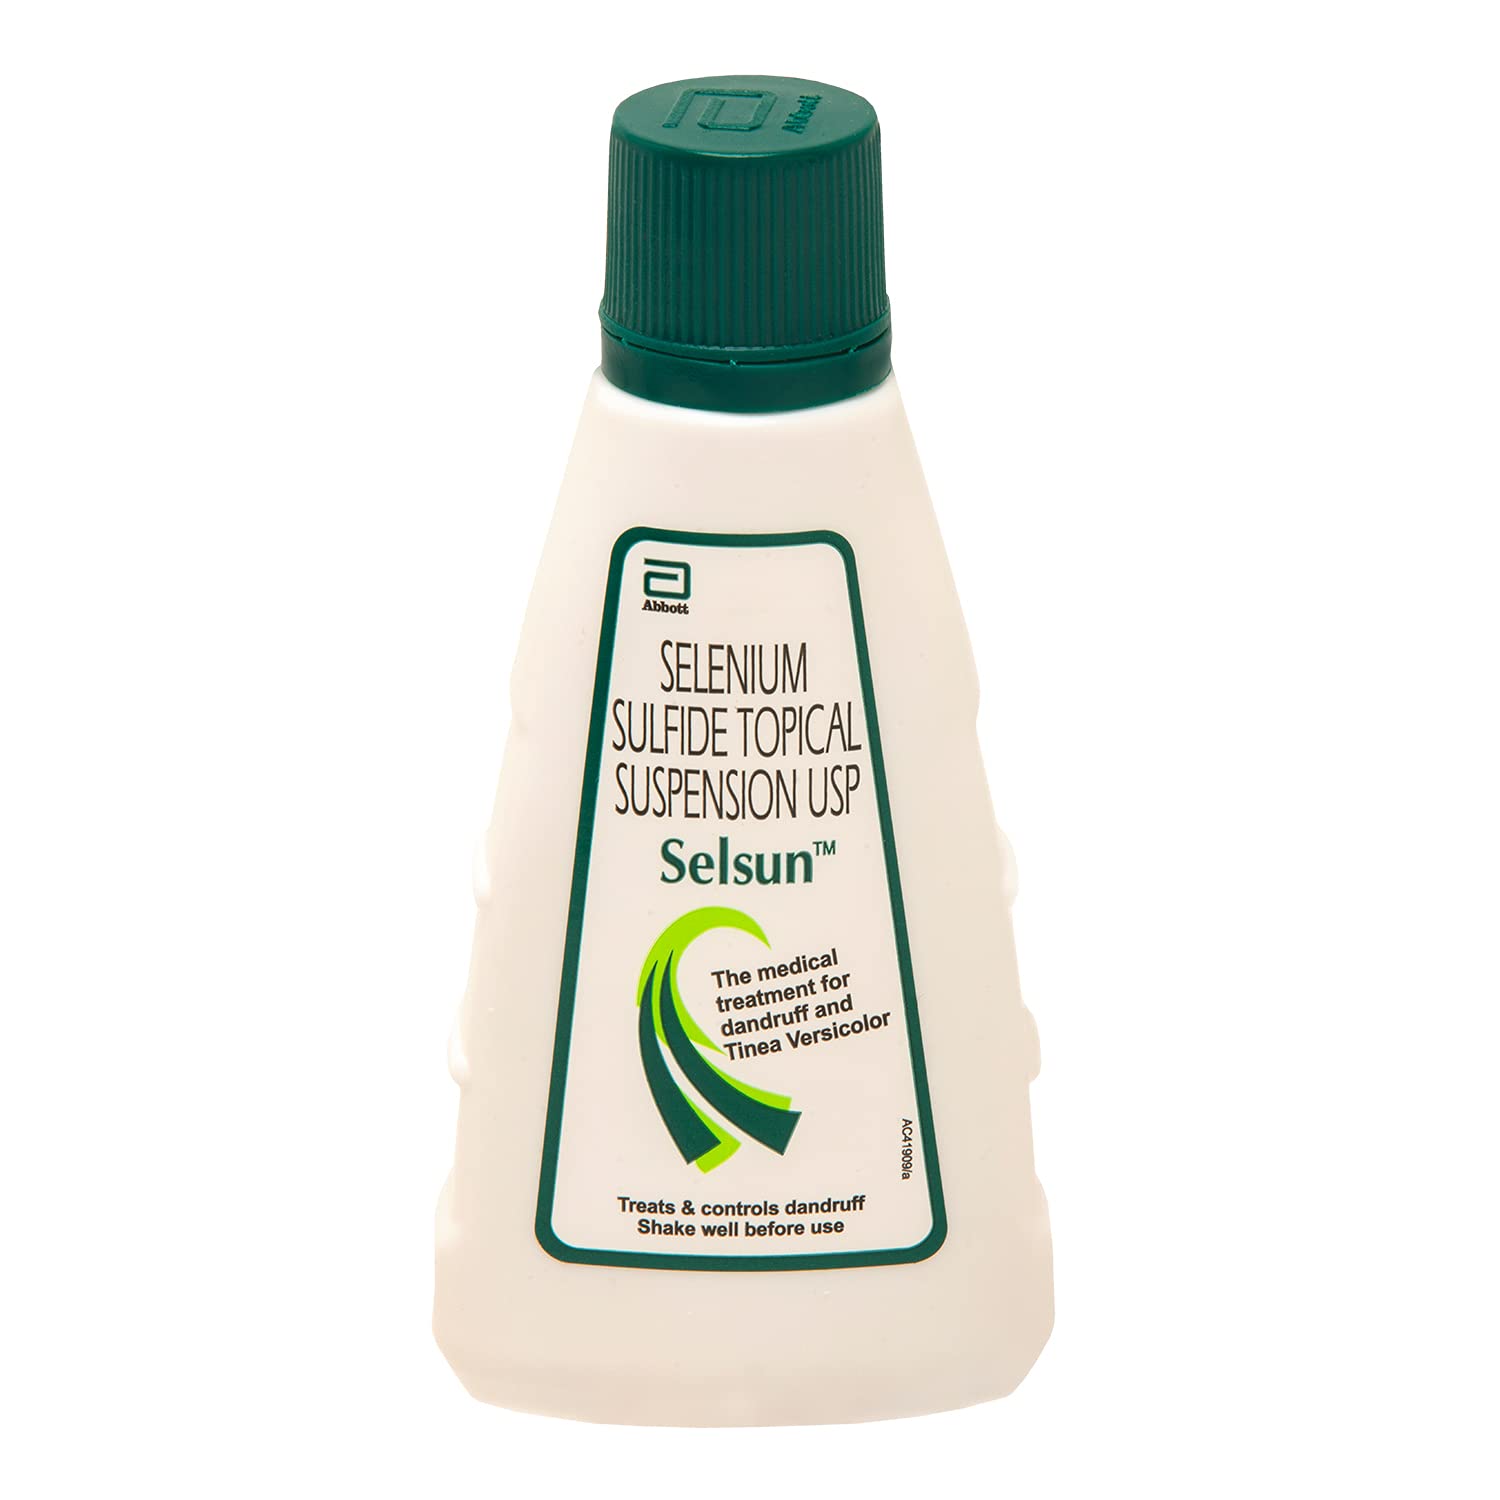 Abbott
Abbott
SELENIUM
SULFIDE TOPICAL
SUSPENSION USP
Selsun™
The medical
treatment for
dandruff and
Tinea Versicolor
AC41909/a
Treats & controls dandruff
Shake well before use